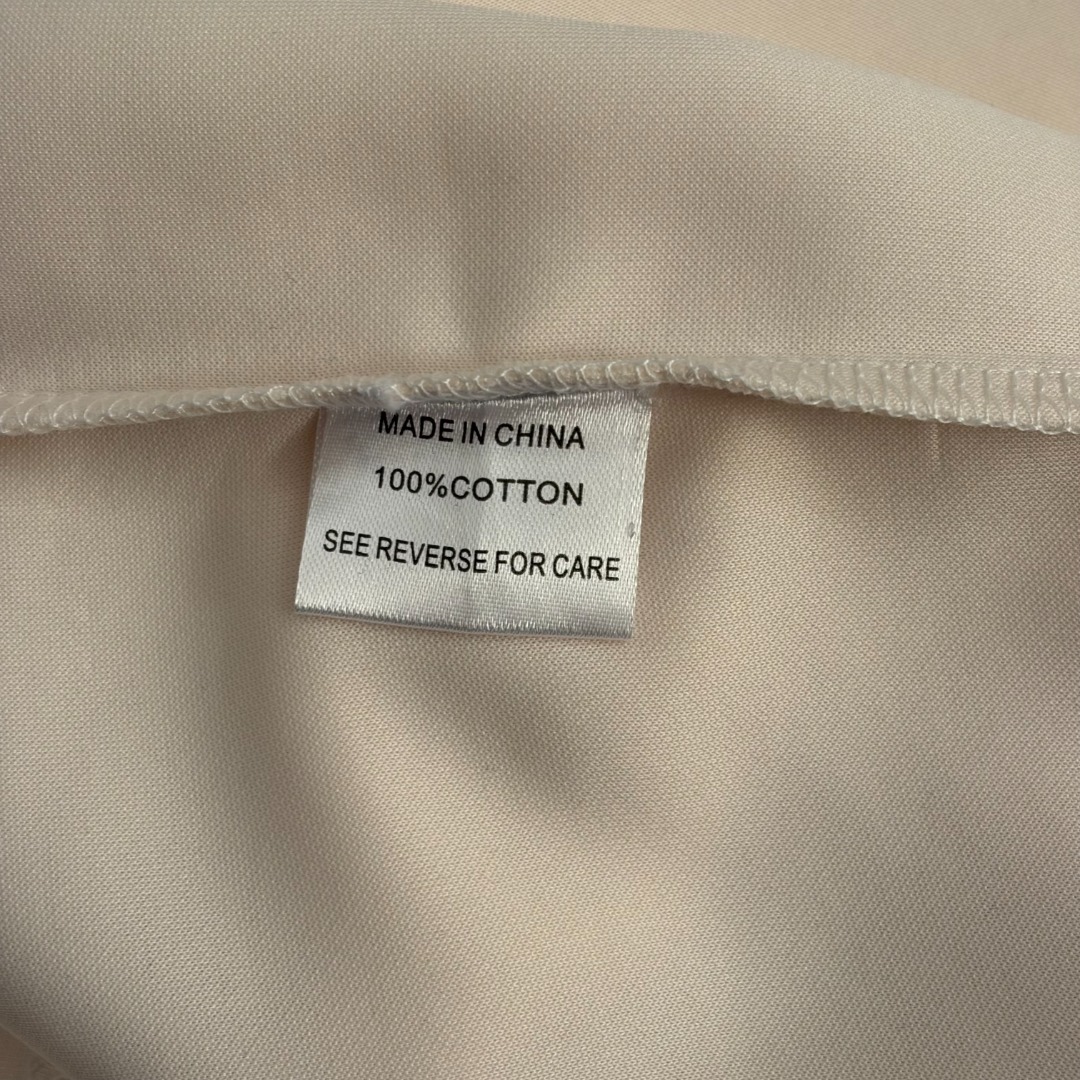 MADE IN CHINA
100%COTTON
SEE REVERSE FOR CARE